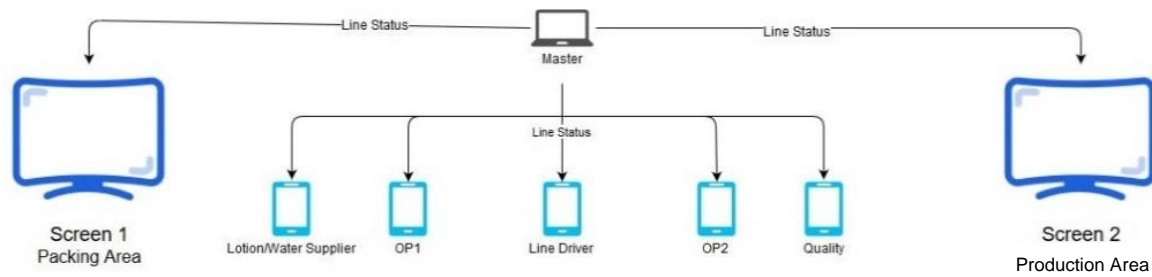 Line Status
Line Status
Master
Line Status
Lotion/Water Supplier
OP1
Line Driver
OP2
Quality
Screen 1
Packing Area
Screen 2
Production Area